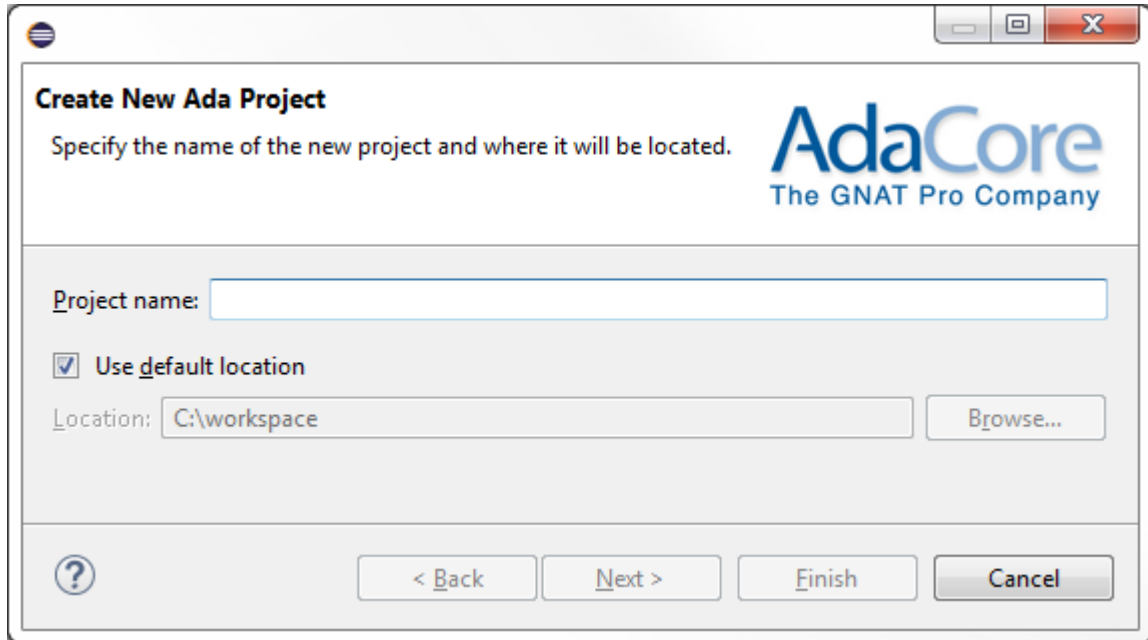 Create New Ada Project
Specify the name of the new project and where it will be located.
AdaCore
The GNAT Pro Company
Project name:
Use default location
Location: C:\workspace Browse...
? < Back Next > Finish Cancel